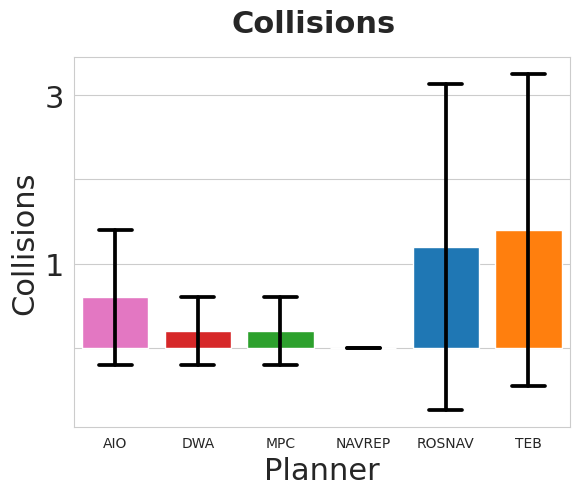 Collisions
3
1
Collisions
AIO DWA MPC NAVREP ROSNAV TEB
Planner